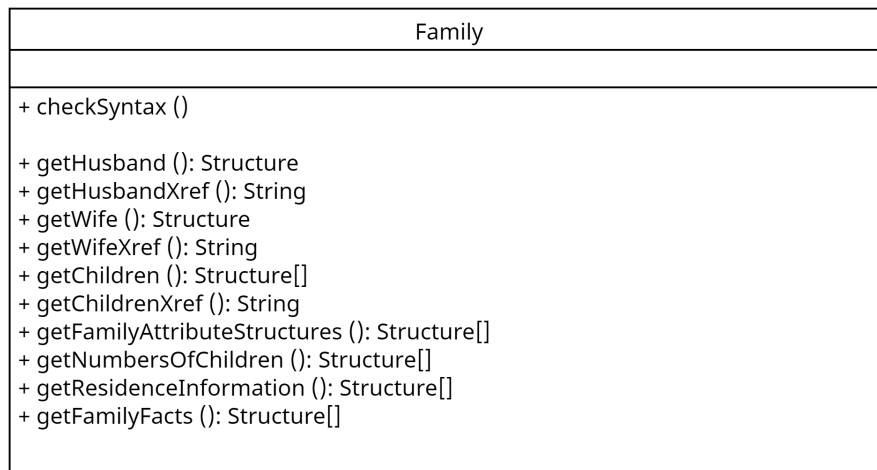 Family
+ checkSyntax ()
+ getHusband (): Structure
+ getHusbandXref (): String
+ getWife (): Structure
+ getWifeXref (): String
+ getChildren (): Structure[]
+ getChildrenXref (): String
+ getFamilyAttributeStructures (): Structure[]
+ getNumbersOfChildren (): Structure[]
+ getResidenceInformation (): Structure[]
+ getFamilyFacts (): Structure[]